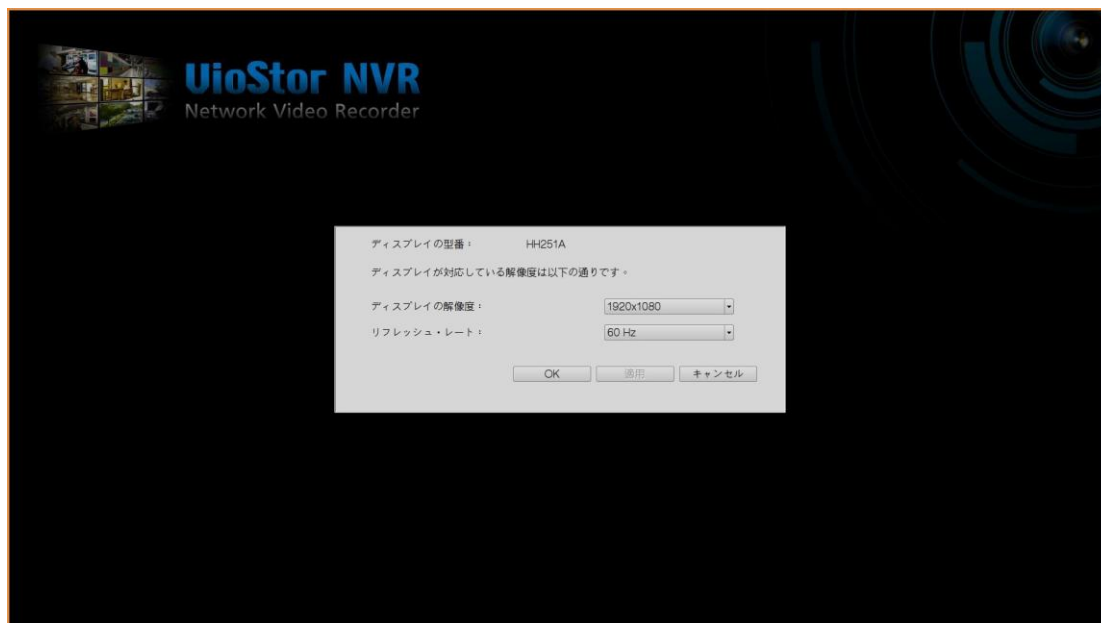 VioStor NVR
Network Video Recorder
ディスプレイの型番： HH251A
ディスプレイが対応している解像度は以下の通りです。
ディスプレイの解像度： 1920x1080
リフレッシュ・レート： 60 Hz
OK 適用 キャンセル